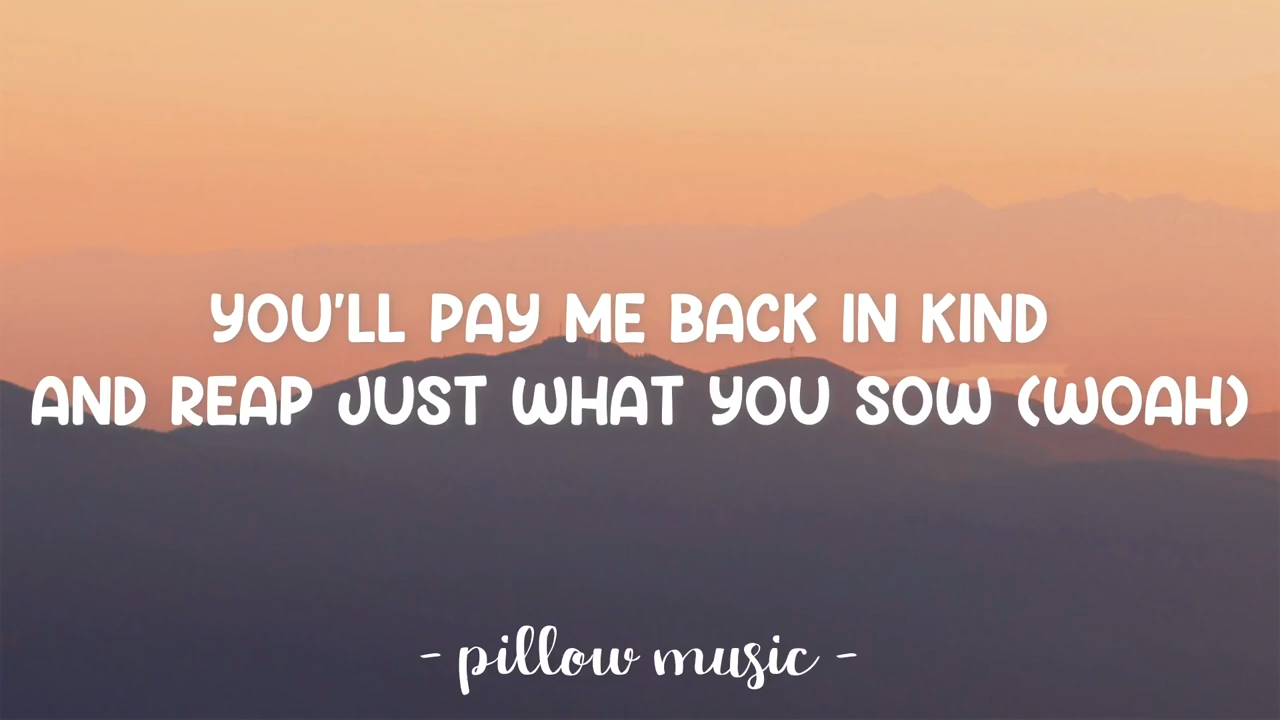 YOU'LL PAY ME BACK IN KIND
AND REAP JUST WHAT YOU SOW (WOAH)
- pillow music -